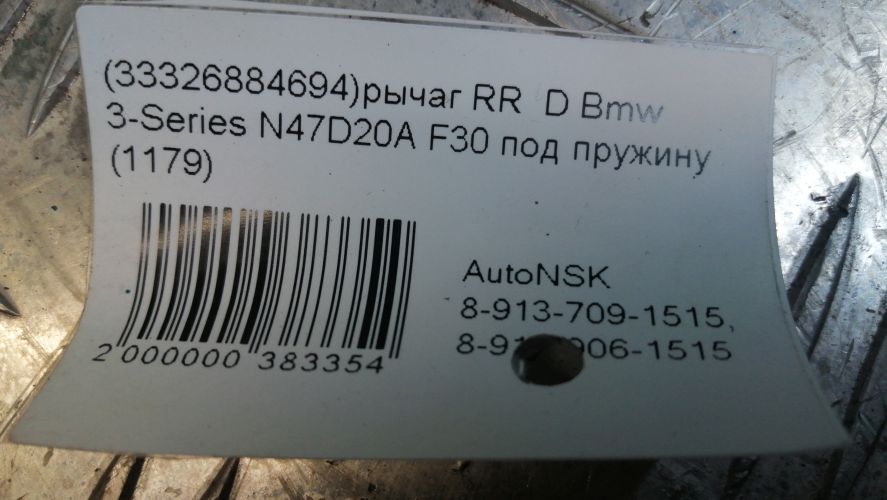 (33326884694)рычаг RR D Bmw
3-Series N47D20A F30 под пружину
(1179)
2 000000 383354
AutoNSK
8-913-709-1515,